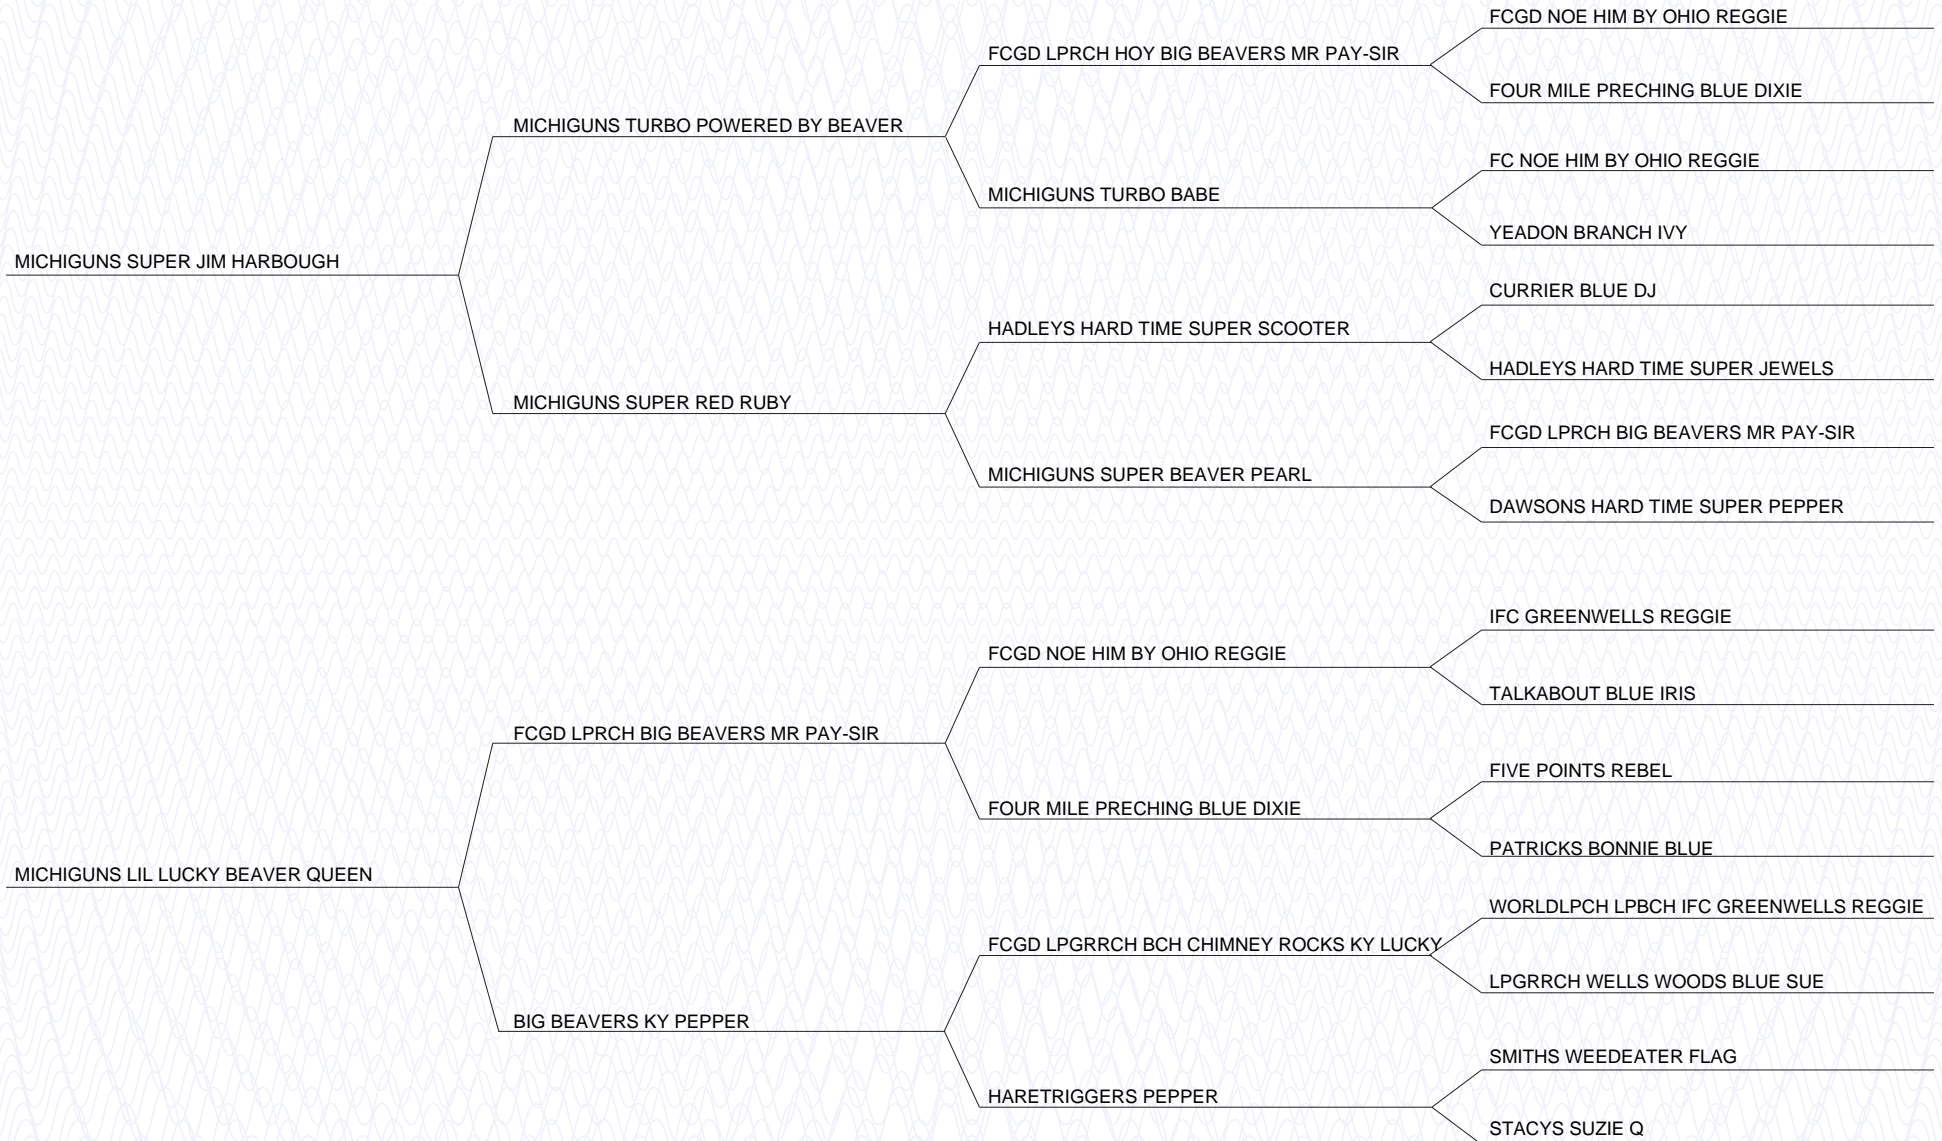 FCGD NOE HIM BY OHIO REGGIE
FCGD LPRCH HOY BIG BEAVERS MR PAY-SIR
FOUR MILE PRECHING BLUE DIXIE
MICHIGUNS TURBO POWERED BY BEAVER
FC NOE HIM BY OHIO REGGIE
MICHIGUNS TURBO BABE
YEADON BRANCH IVY
MICHIGUNS SUPER JIM HARBOUGH
CURRIER BLUE DJ
HADLEYS HARD TIME SUPER SCOOTER
HADLEYS HARD TIME SUPER JEWELS
MICHIGUNS SUPER RED RUBY
FCGD LPRCH BIG BEAVERS MR PAY-SIR
MICHIGUNS SUPER BEAVER PEARL
DAWSONS HARD TIME SUPER PEPPER
IFC GREENWELLS REGGIE
FCGD NOE HIM BY OHIO REGGIE
TALKABOUT BLUE IRIS
FCGD LPRCH BIG BEAVERS MR PAY-SIR
FIVE POINTS REBEL
FOUR MILE PRECHING BLUE DIXIE
PATRICKS BONNIE BLUE
MICHIGUNS LIL LUCKY BEAVER QUEEN
WORLDLPCH LPBCH IFC GREENWELLS REGGIE
FCGD LPGRRCH BCH CHIMNEY ROCKS KY LUCKY
LPGRRCH WELLS WOODS BLUE SUE
BIG BEAVERS KY PEPPER
SMITHS WEEDEATER FLAG
HARETRIGGERS PEPPER
STACYS SUZIE Q